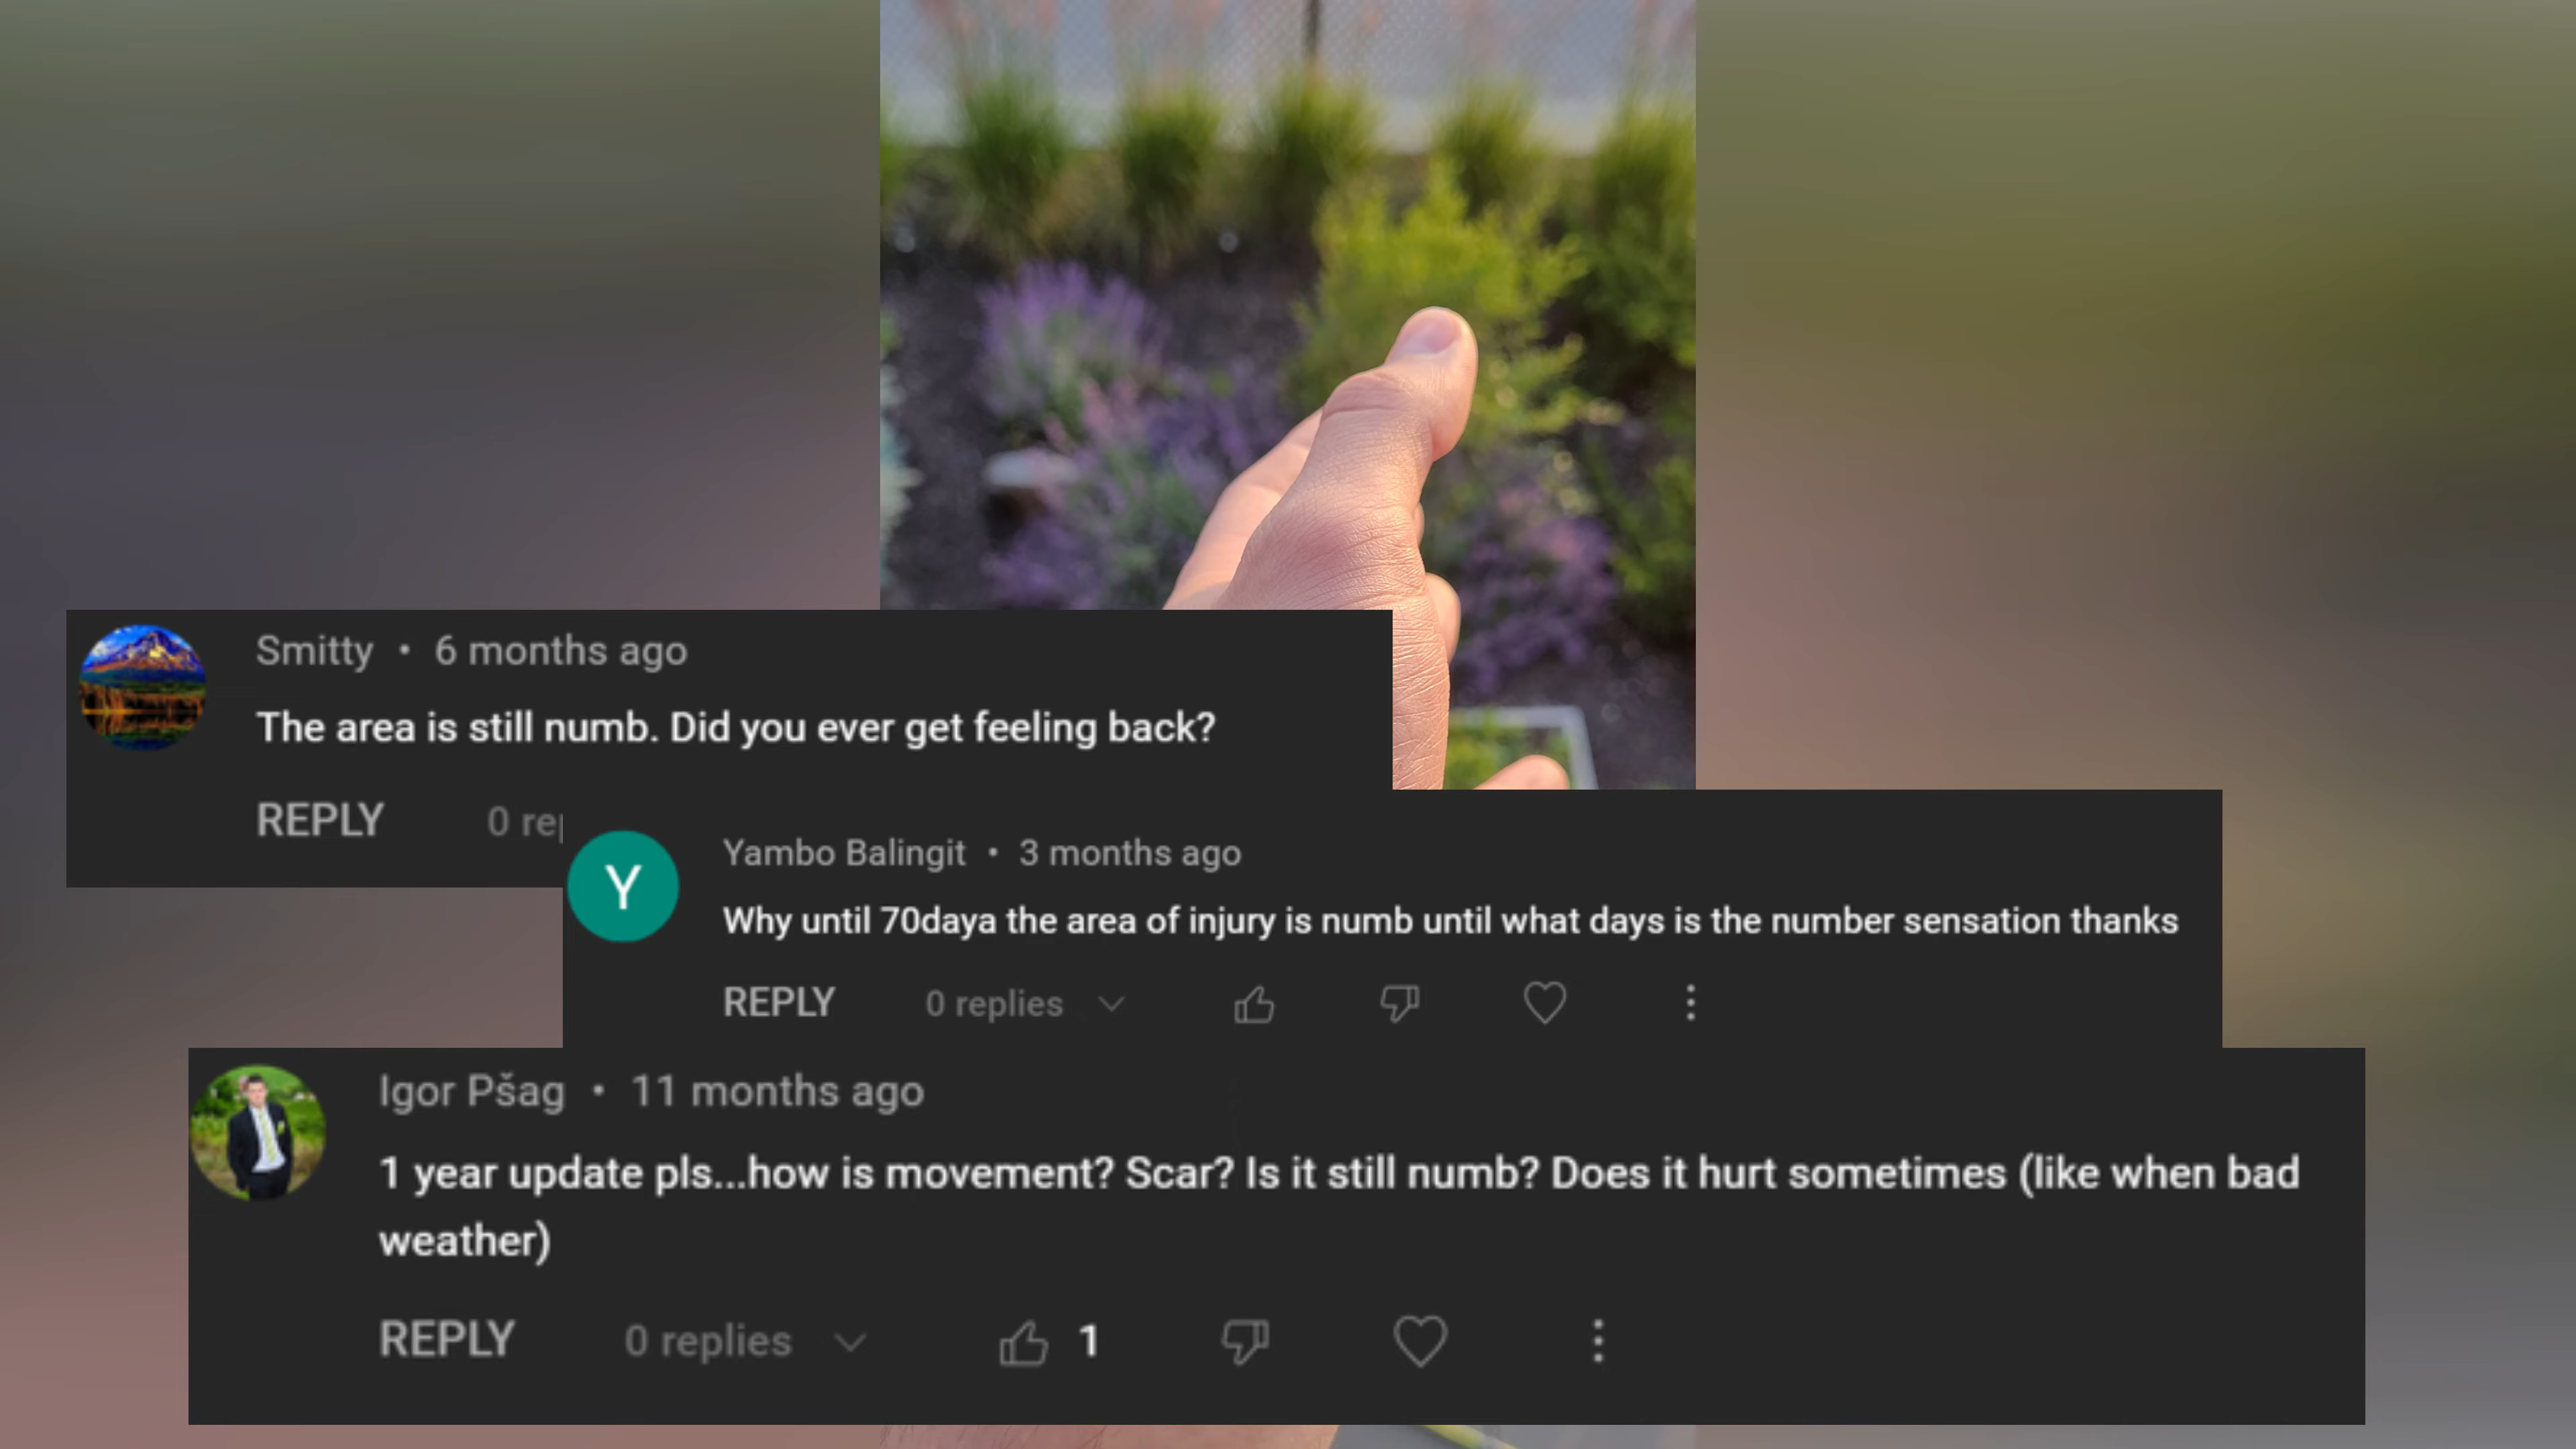 Smitty • 6 months ago
The area is still numb. Did you ever get feeling back?
REPLY 0 re
Y
Yambo Balingit • 3 months ago
Why until 70daya the area of injury is numb until what days is the number sensation thanks
REPLY 0 replies
Igor Pšag • 11 months ago
1 year update pls...how is movement? Scar? Is it still numb? Does it hurt sometimes (like when bad
weather)
REPLY 0 replies 1